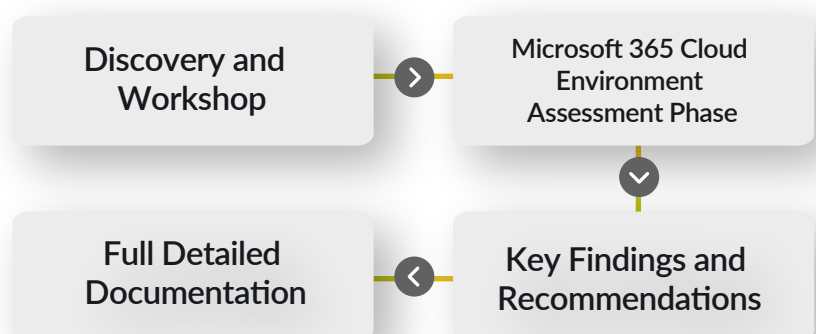 Discovery and
Workshop
Microsoft 365 Cloud
Environment
Assessment Phase
Full Detailed
Documentation
Key Findings and
Recommendations